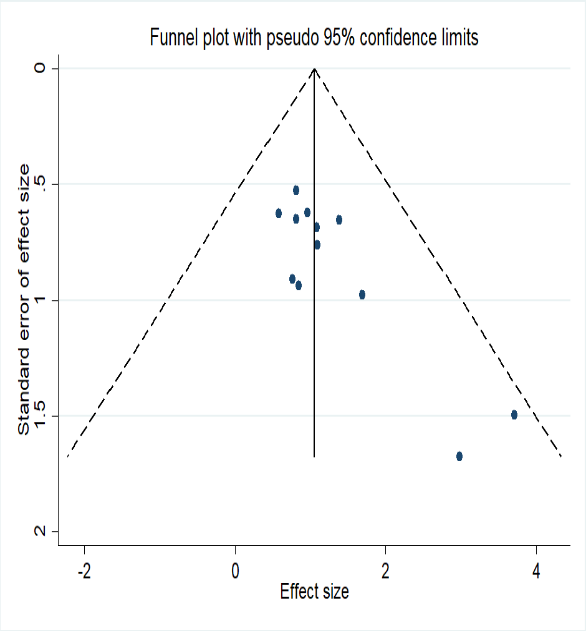 Funnel plot with pseudo 95% confidence limits
0
.5
1
1.5
2
Standard error of effect size
-2 0 2 4
Effect size